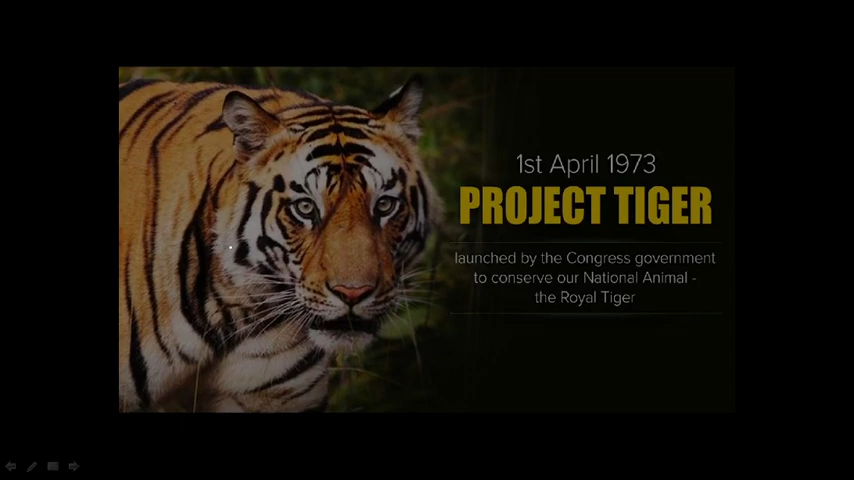 1st April 1973
PROJECT TIGER
launched by the Congress government
to conserve our National Animal -
the Royal Tiger